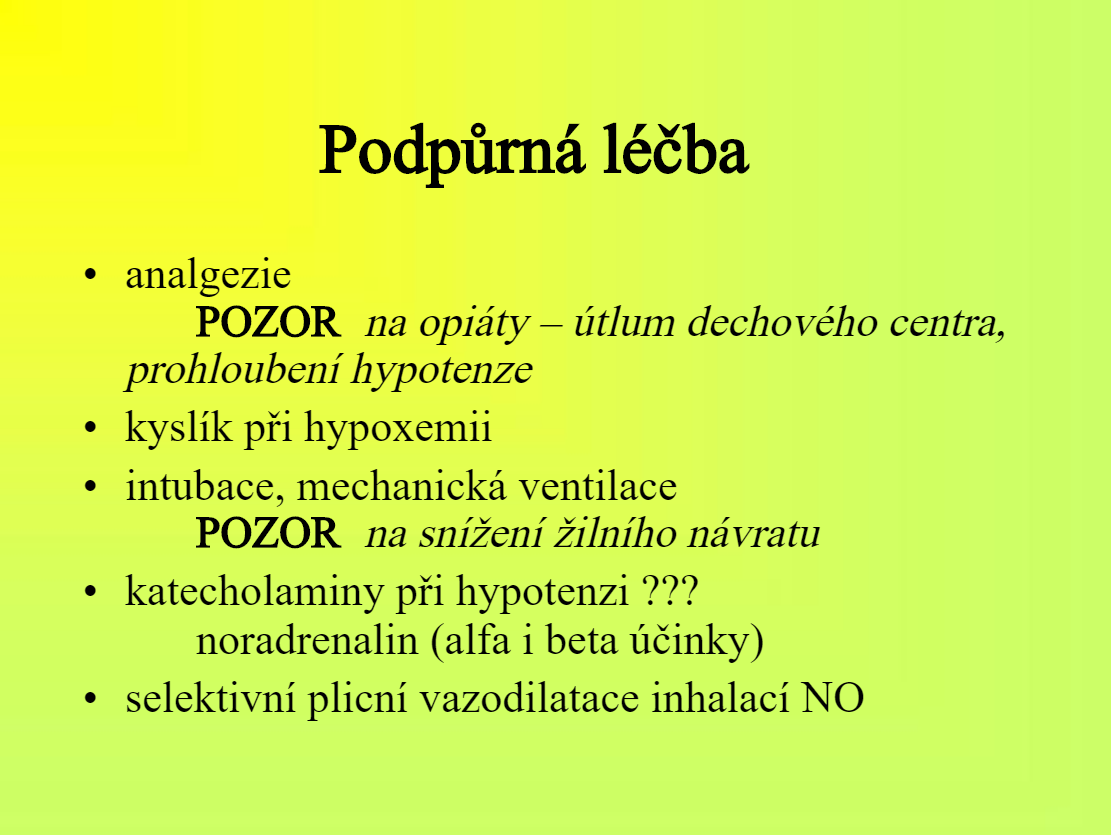 Podpůrná léčba
• analgezie
POZOR na opiáty – útlum dechového centra,
prohloubení hypotenze
• kyslík při hypoxemii
• intubace, mechanická ventilace
POZOR na snížení žilního návratu
• katecholaminy při hypotenzi ???
noradrenalin (alfa i beta účinky)
• selektivní plicní vazodilatace inhalací NO